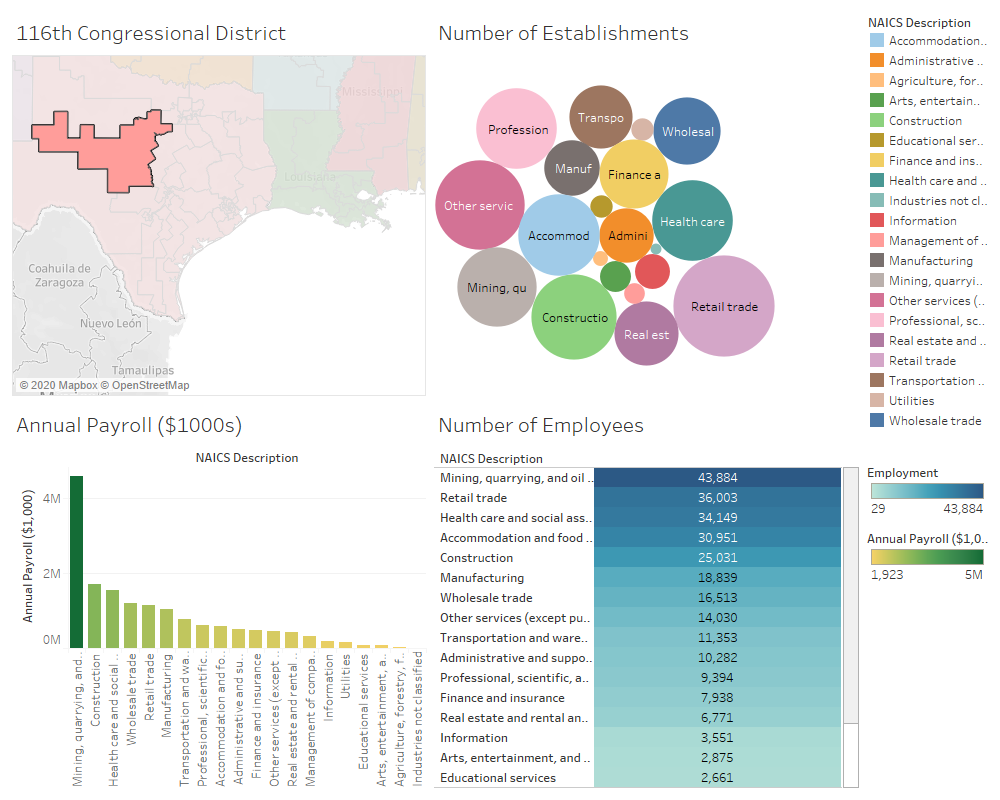 116th Congressional District
Mississippi
Louisiana
Coahuila de
Zaragoza
Nuevo León
Tamaulipas
© 2020 Mapbox © OpenStreetMap
Number of Establishments
Profession
Transpo
Wholesal
Manuf
Finance a
Other servic
Accommod
Admini
Health care
Mining, qu
Constructio
Real est
Retail trade
NAICS Description
Accommodation..
Administrative ..
Agriculture, for..
Arts, entertain..
Construction
Educational ser..
Finance and ins..
Health care and ..
Industries not cl..
Information
Management of ..
Manufacturing
Mining, quarryi..
Other services (..
Professional, sc..
Real estate and ..
Retail trade
Transportation ..
Utilities
Wholesale trade
Annual Payroll ($1000s)
NAICS Description
Annual Payroll ($1,000)
4M
2M
0M
Mining, quarrying, and..
Construction
Health care and social ..
Wholesale trade
Retail trade
Manufacturing
Transportation and wa..
Professional, scientific..
Accommodation and fo..
Administrative and su..
Finance and insurance
Other services (except ..
Real estate and rental ..
Management of compa..
Information
Utilities
Educational services
Arts, entertainment, a..
Agriculture, forestry, f..
Industries not classified
Number of Employees
NAICS Description
Mining, quarrying, and oil .. 43,884
Retail trade 36,003
Health care and social ass.. 34,149
Accommodation and food .. 30,951
Construction 25,031
Manufacturing 18,839
Wholesale trade 16,513
Other services (except pu.. 14,030
Transportation and ware.. 11,353
Administrative and suppo.. 10,282
Professional, scientific, a.. 9,394
Finance and insurance 7,938
Real estate and rental an.. 6,771
Information 3,551
Arts, entertainment, and .. 2,875
Educational services 2,661
Employment
29 43,884
Annual Payroll ($1,0..
1,923 5M